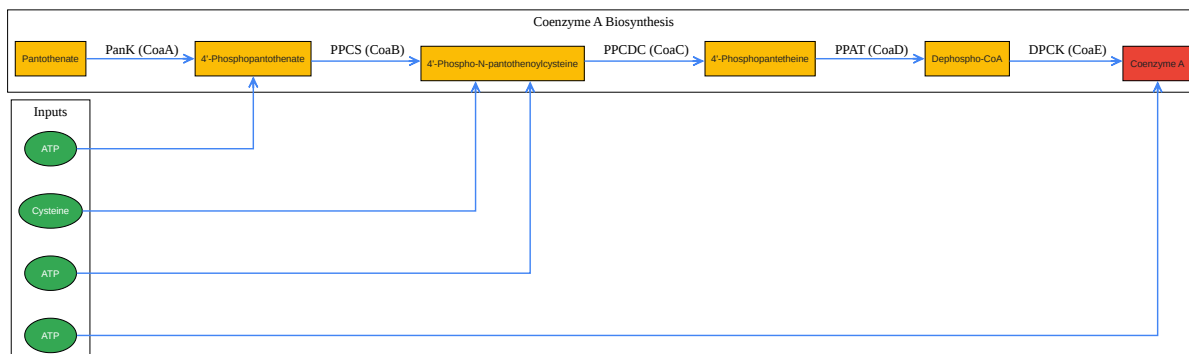 Coenzyme A Biosynthesis
PanK (CoaA)
PPCS (CoaB)
PPCDC (CoaC)
PPAT (CoaD)
DPCK (CoaE)
Pantothenate
4'-Phosphopantothenate
4'-Phospho-N-pantothenoylcysteine
4'-Phosphopantetheine
Dephospho-CoA
Coenzyme A
Inputs
ATP
Cysteine
ATP
ATP